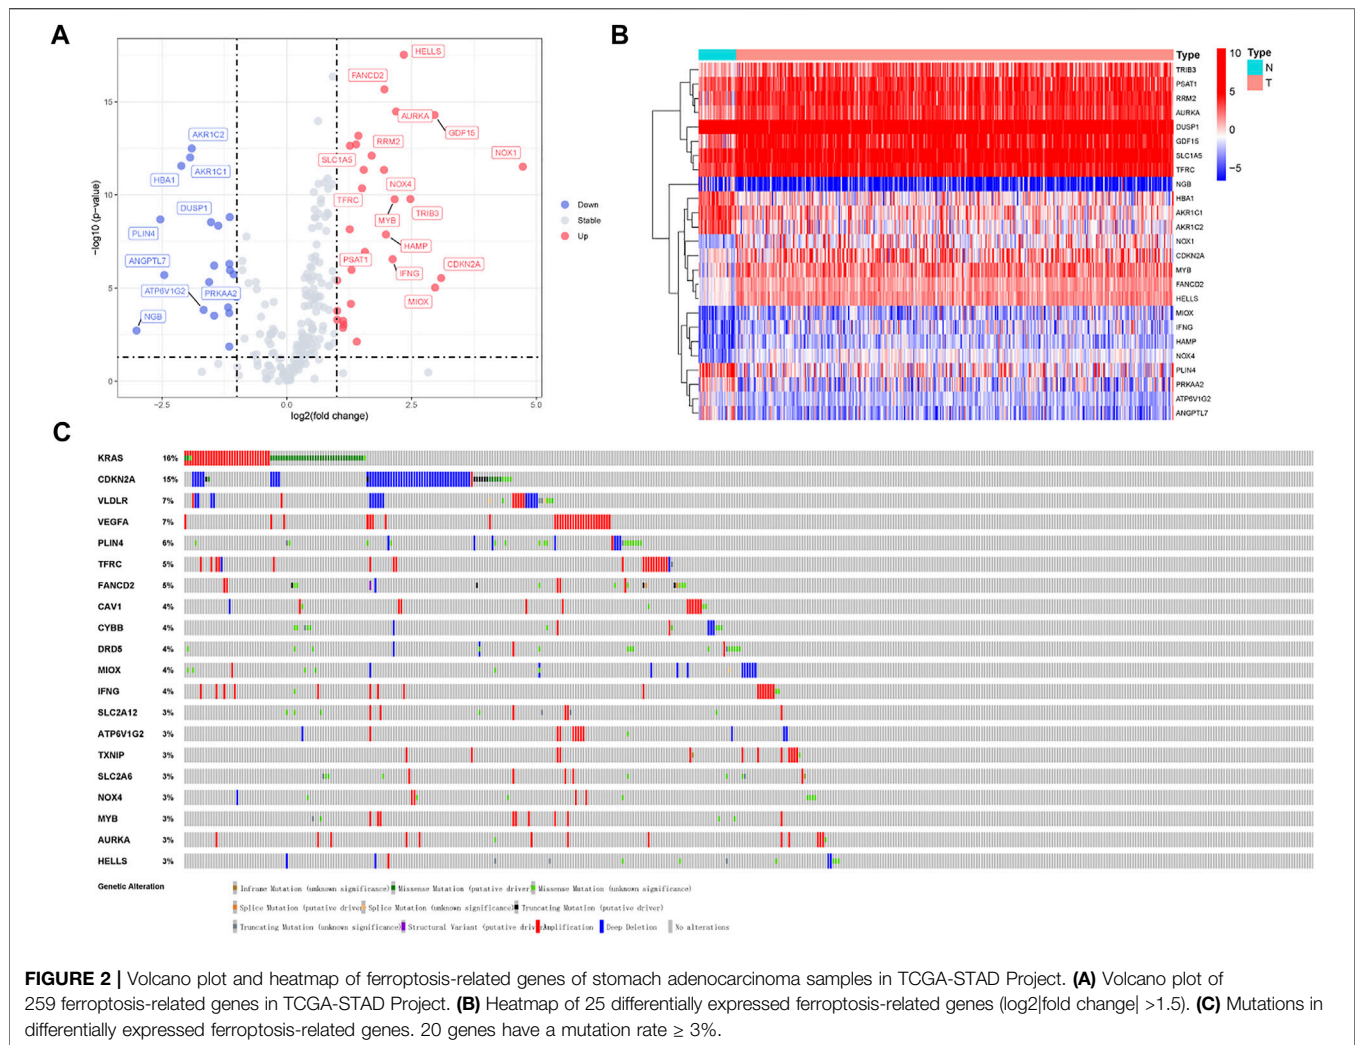 A
HELLS
FANCD2
AURKA
GDF15
RRM2
NOX1
SLC1A5
AKR1C2
AKR1C1
HBA1
NOX4
TFRC
TRIB3
MYB
DUSP1
PLIN4
HAMP
PSAT1
IFNG
CDKN2A
MIOX
ANGPTL7
ATP6V1G2
PRKAA2
NGB
-log10 (p-value)
15
10
5
0
−2.5
0.0
2.5
5.0
log2(fold change)
Down
Stable
Up
B
Type
TRIB3
PSAT1
RRM2
AURKA
DUSP1
GDF15
SLC1A5
TFRC
NGB
HBA1
AKR1C1
AKR1C2
NOX1
CDKN2A
MYB
FANCD2
HELLS
MIOX
IFNG
HAMP
NOX4
PLIN4
PRKAA2
ATP6V1G2
ANGPTL7
10
5
0
−5
Type
N
T
C
KRAS 16%
CDKN2A 15%
VLDLR 7%
VEGFA 7%
PLIN4 6%
TFRC 5%
FANCD2 5%
CAV1 4%
CYBB 4%
DRD5 4%
MIOX 4%
IFNG 4%
SLC2A12 3%
ATP6V1G2 3%
TXNIP 3%
SLC2A6 3%
NOX4 3%
MYB 3%
AURKA 3%
HELLS 3%
Genetic Alteration
Inframe Mutation (unknown significance) Missense Mutation (putative driver) Missense Mutation (unknown significance)
Splice Mutation (putative driver) Splice Mutation (unknown significance) Truncating Mutation (putative driver)
Truncating Mutation (unknown significance) Structural Variant (putative driver) Amplification Deep Deletion No alterations
FIGURE 2 | Volcano plot and heatmap of ferroptosis-related genes of stomach adenocarcinoma samples in TCGA-STAD Project. (A) Volcano plot of
259 ferroptosis-related genes in TCGA-STAD Project. (B) Heatmap of 25 differentially expressed ferroptosis-related genes (log2|fold change| >1.5). (C) Mutations in
differentially expressed ferroptosis-related genes. 20 genes have a mutation rate ≥ 3%.